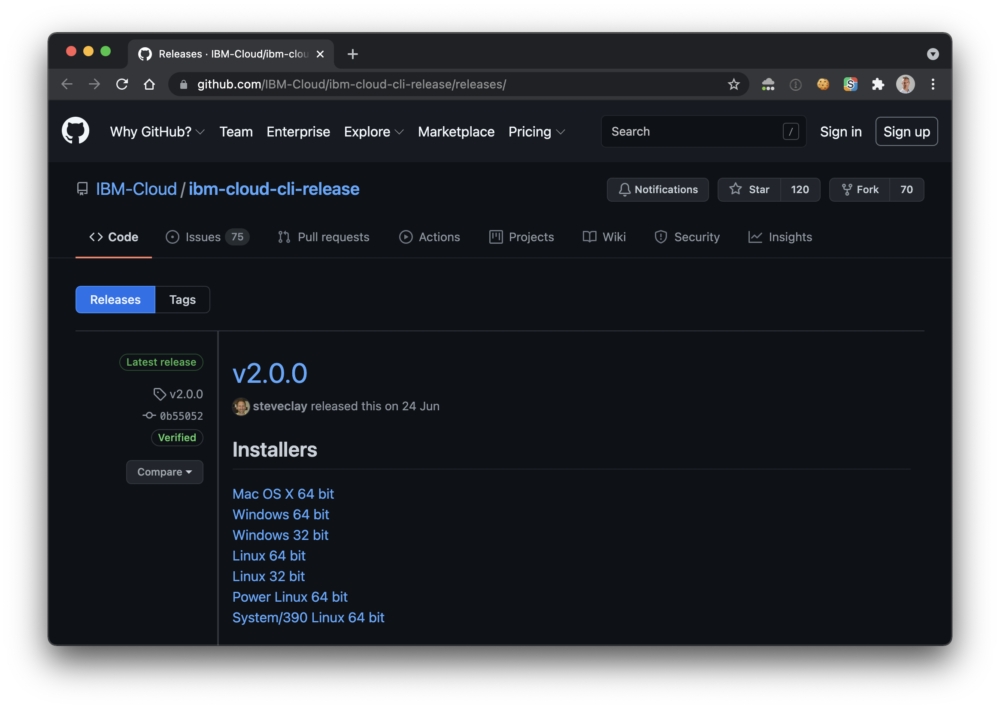 Releases · IBM-Cloud/ibm-clou
github.com/IBM-Cloud/ibm-cloud-cli-release/releases/
Why GitHub? Team Enterprise Explore Marketplace Pricing Search / Sign in Sign up
IBM-Cloud / ibm-cloud-cli-release Notifications Star 120 Fork 70
Code Issues 75 Pull requests Actions Projects Wiki Security Insights
Releases Tags
Latest release
v2.0.0
0b55052
Verified
Compare
v2.0.0
steveclay released this on 24 Jun
Installers
Mac OS X 64 bit
Windows 64 bit
Windows 32 bit
Linux 64 bit
Linux 32 bit
Power Linux 64 bit
System/390 Linux 64 bit